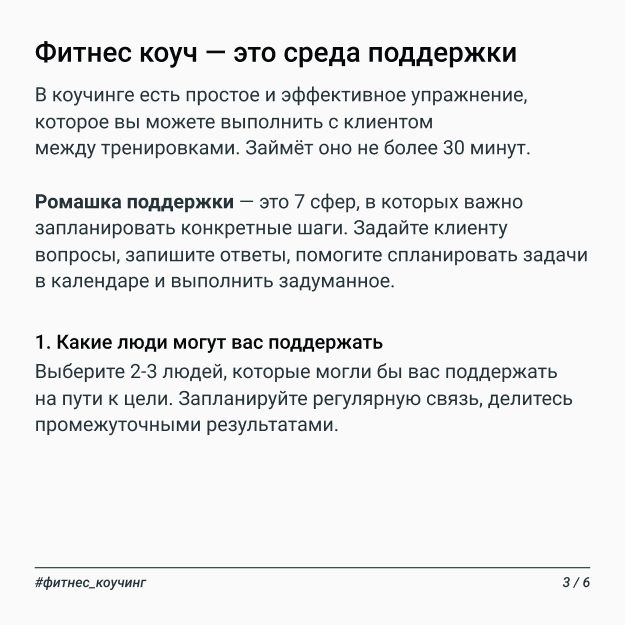 Фитнес коуч — это среда поддержки
В коучинге есть простое и эффективное упражнение,
которое вы можете выполнить с клиентом
между тренировками. Займёт оно не более 30 минут.
Ромашка поддержки — это 7 сфер, в которых важно
запланировать конкретные шаги. Задайте клиенту
вопросы, запишите ответы, помогите спланировать задачи
в календаре и выполнить задуманное.
1. Какие люди могут вас поддержать
Выберите 2-3 людей, которые могли бы вас поддержать
на пути к цели. Запланируйте регулярную связь, делитесь
промежуточными результатами.
#фитнес_коучинг
3 / 6